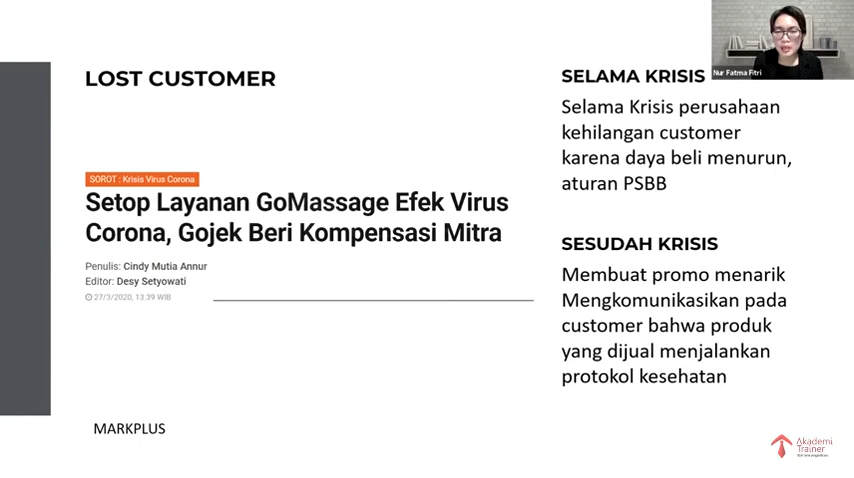 LOST CUSTOMER
SOROT : Krisis Virus Corona
Setop Layanan GoMassage Efek Virus
Corona, Gojek Beri Kompensasi Mitra
Penulis: Cindy Mutia Annur
Editor: Desy Setyowati
27/3/2020, 13.39 WIB
MARKPLUS
SELAMA KRISIS
Selama Krisis perusahaan
kehilangan customer
karena daya beli menurun,
aturan PSBB
SESUDAH KRISIS
Membuat promo menarik
Mengkomunikasikan pada
customer bahwa produk
yang dijual menjalankan
protokol kesehatan
Nur Fatma Fitri
Akademi
Trainer